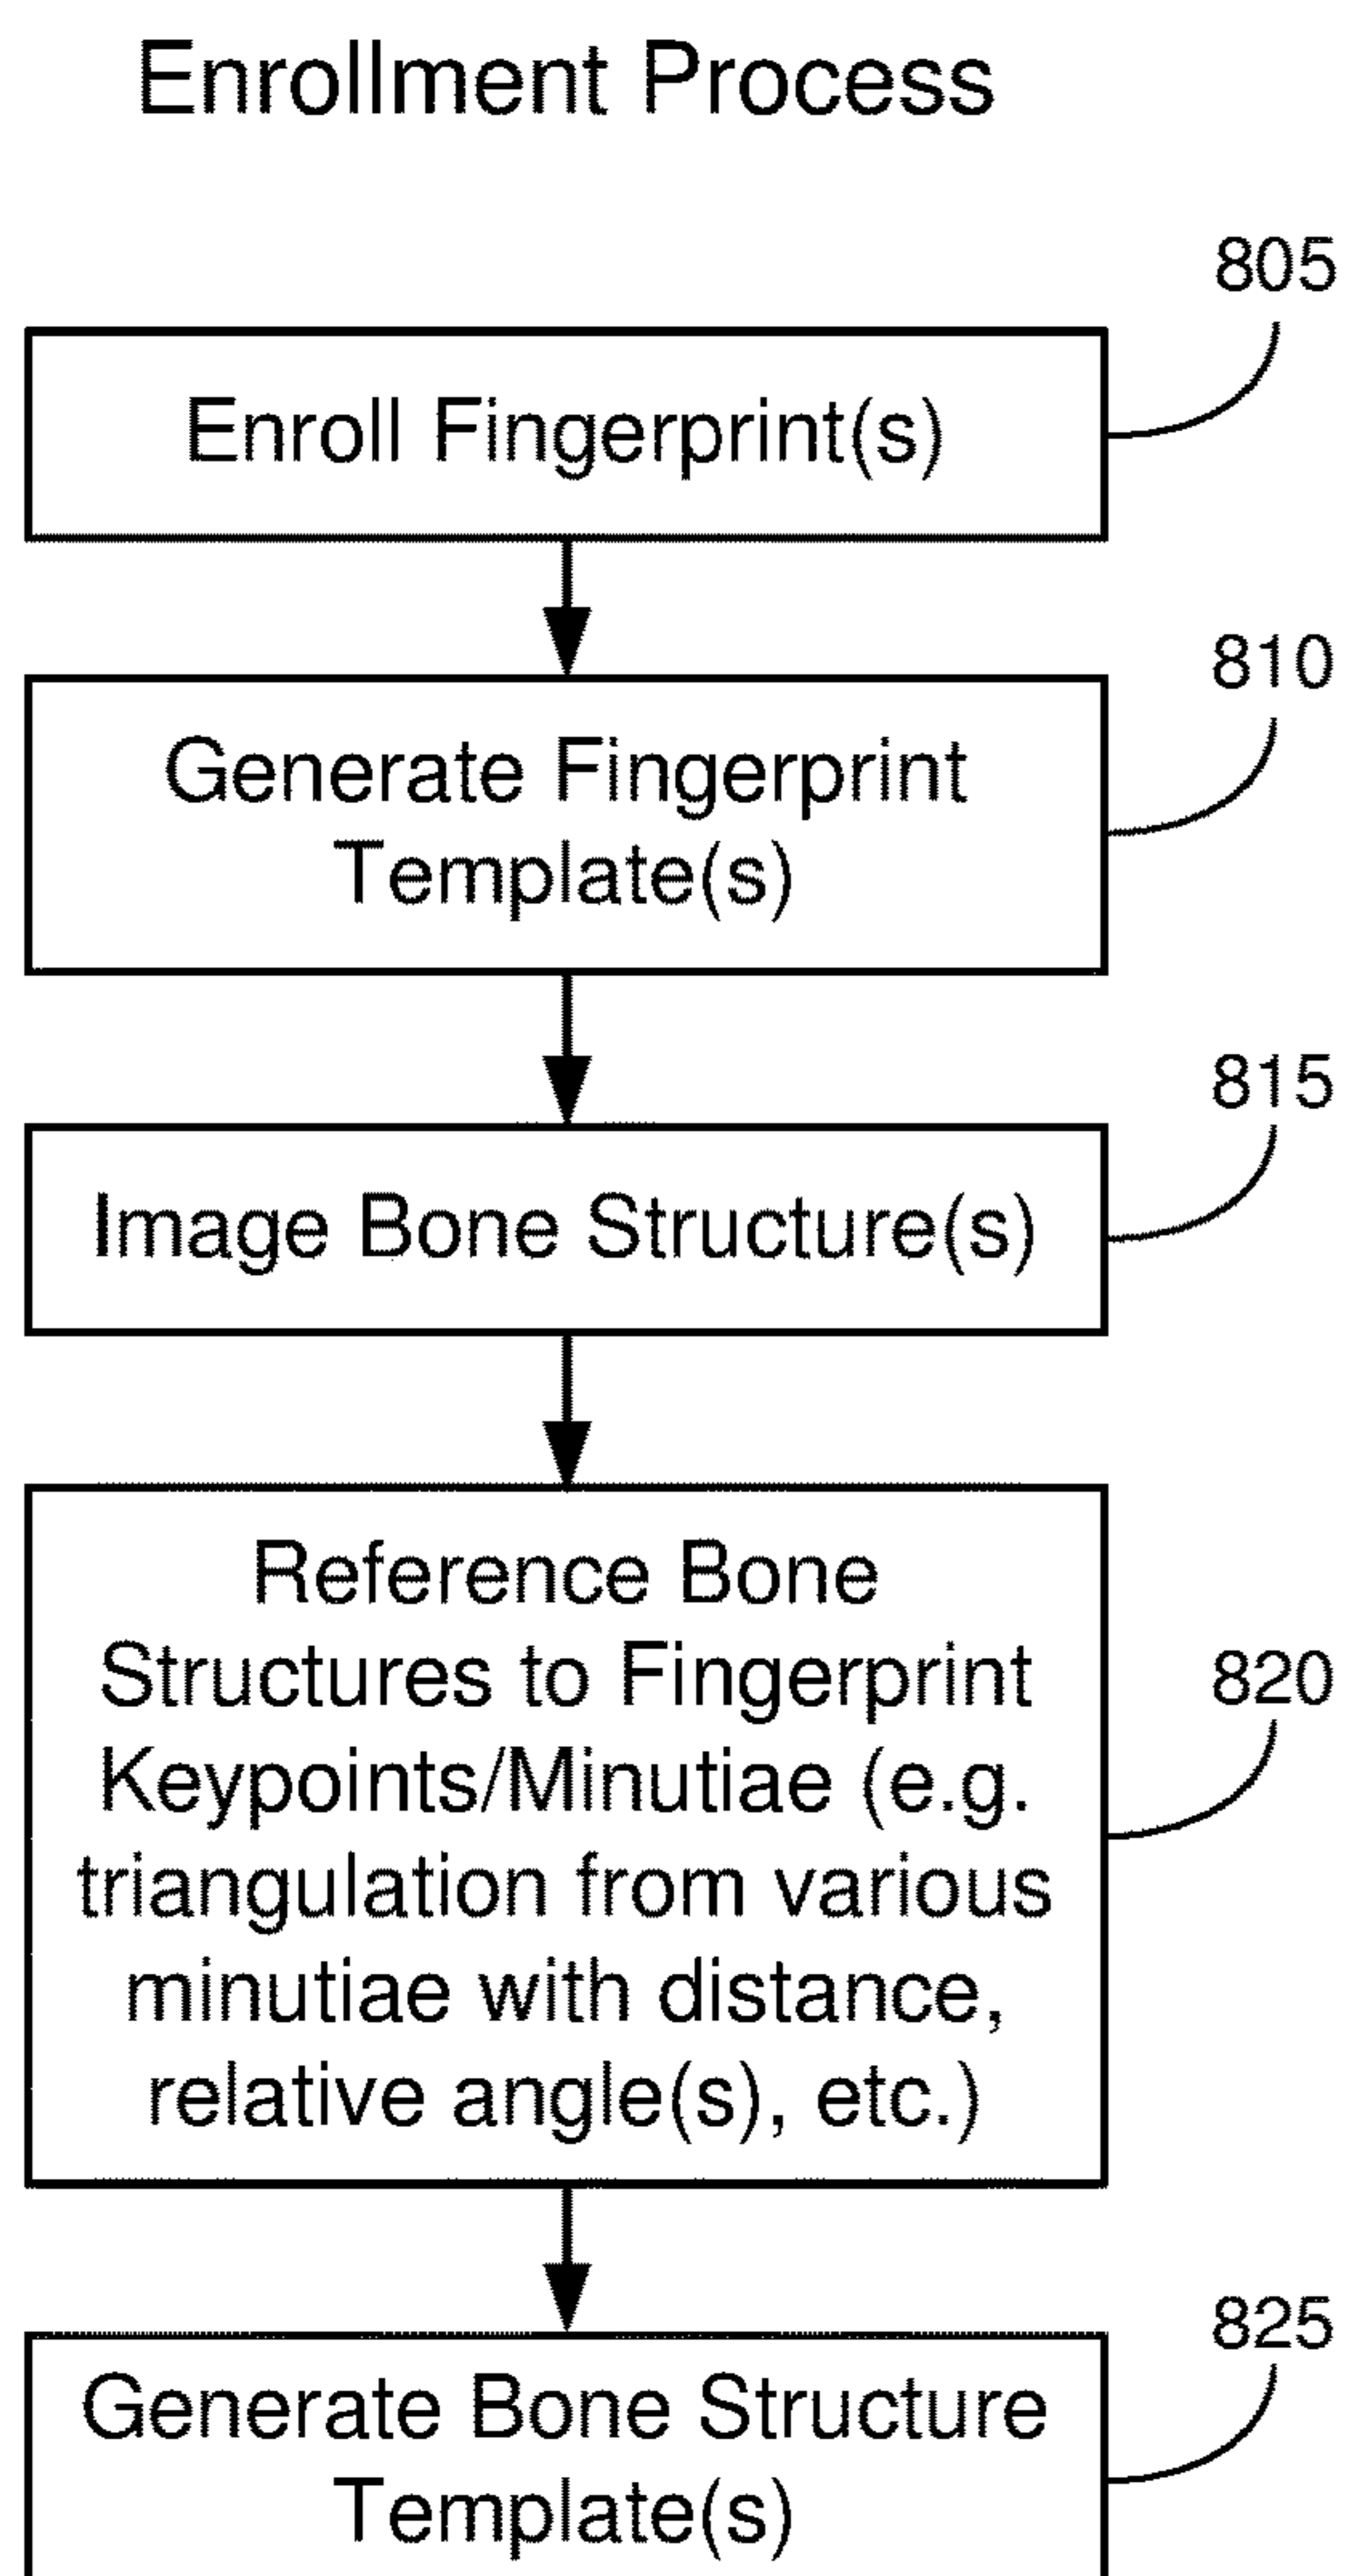 Enrollment Process
805
Enroll Fingerprint(s)
810
Generate Fingerprint
Template(s)
815
Image Bone Structure(s)
Reference Bone
Structures to Fingerprint
820
Keypoints/Minutiae (e.g.
triangulation from various
minutiae with distance,
relative angle(s), etc.)
825
Generate Bone Structure
Template(s)